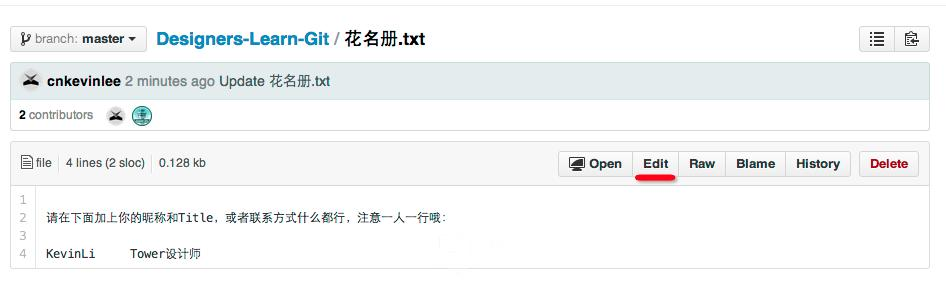 branch: master Designers-Learn-Git / 花名册.txt
cnkevinlee 2 minutes ago Update 花名册.txt
2 contributors
file 4 lines (2 sloc) 0.128 kb Open Edit Raw Blame History Delete
1
2 请在下面加上你的昵称和Title，或者联系方式什么都行，注意一人一行哦：
3
4 KevinLi Tower设计师